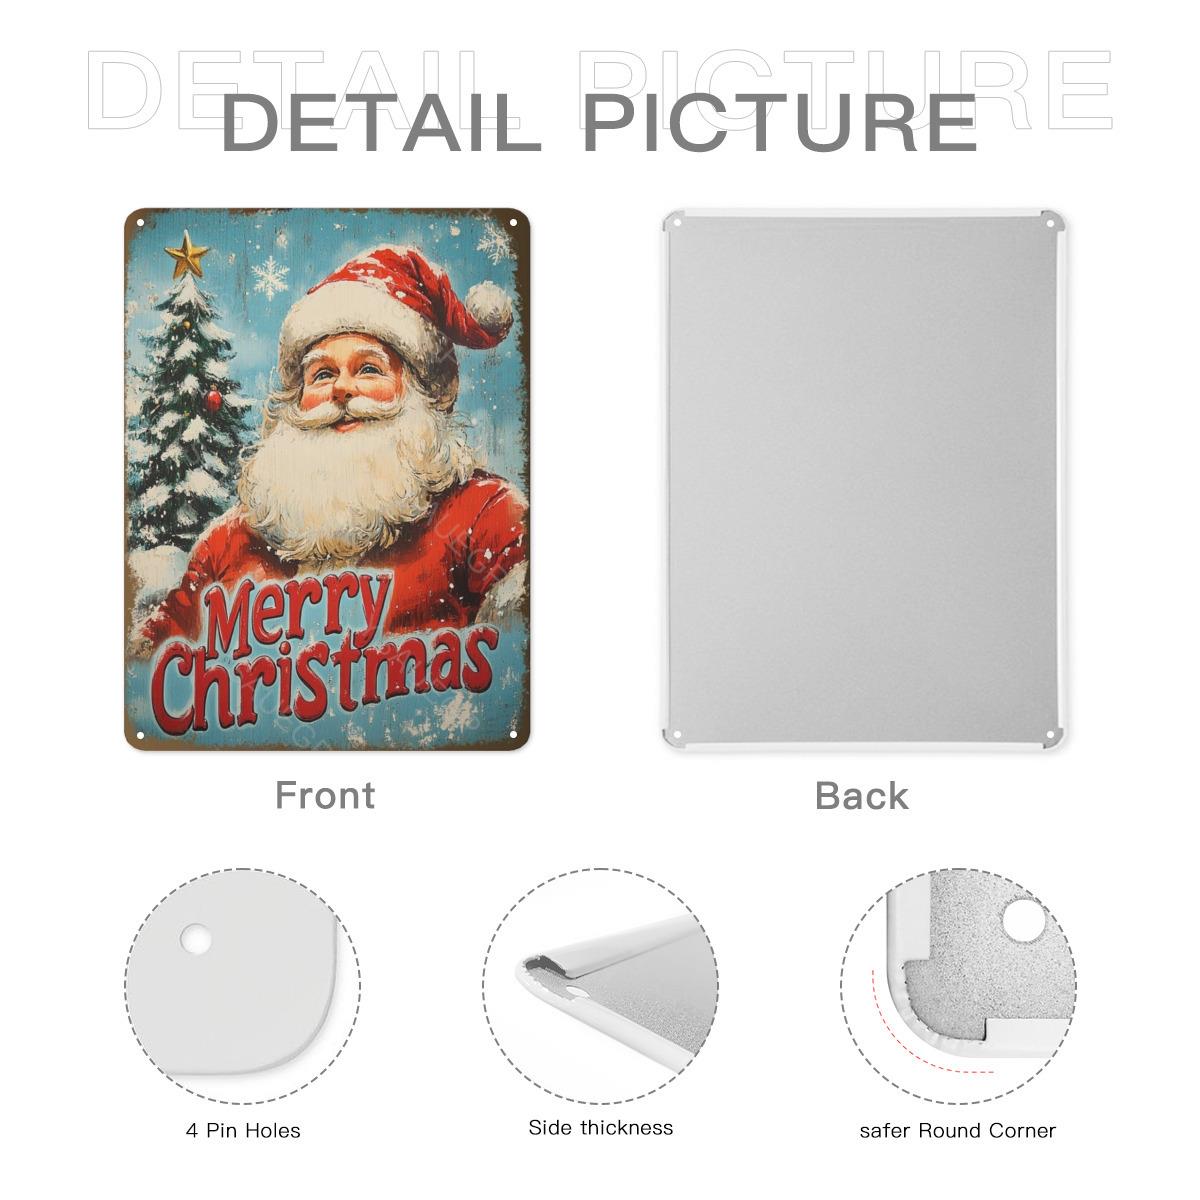 DETAIL PICTURE
DETAIL PICTURE
Merry
Christmas
Front
Back
4 Pin Holes
Side thickness
safer Round Corner